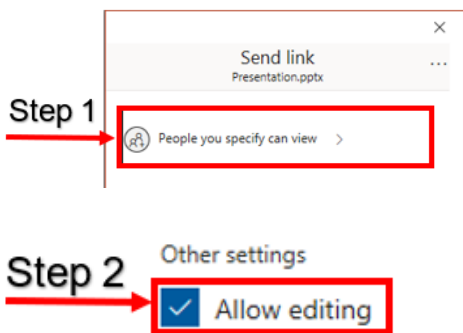 Send link
...
Presentation.pptx
Step 1
People you specify can view >
Other settings
Step 2
Allow editing